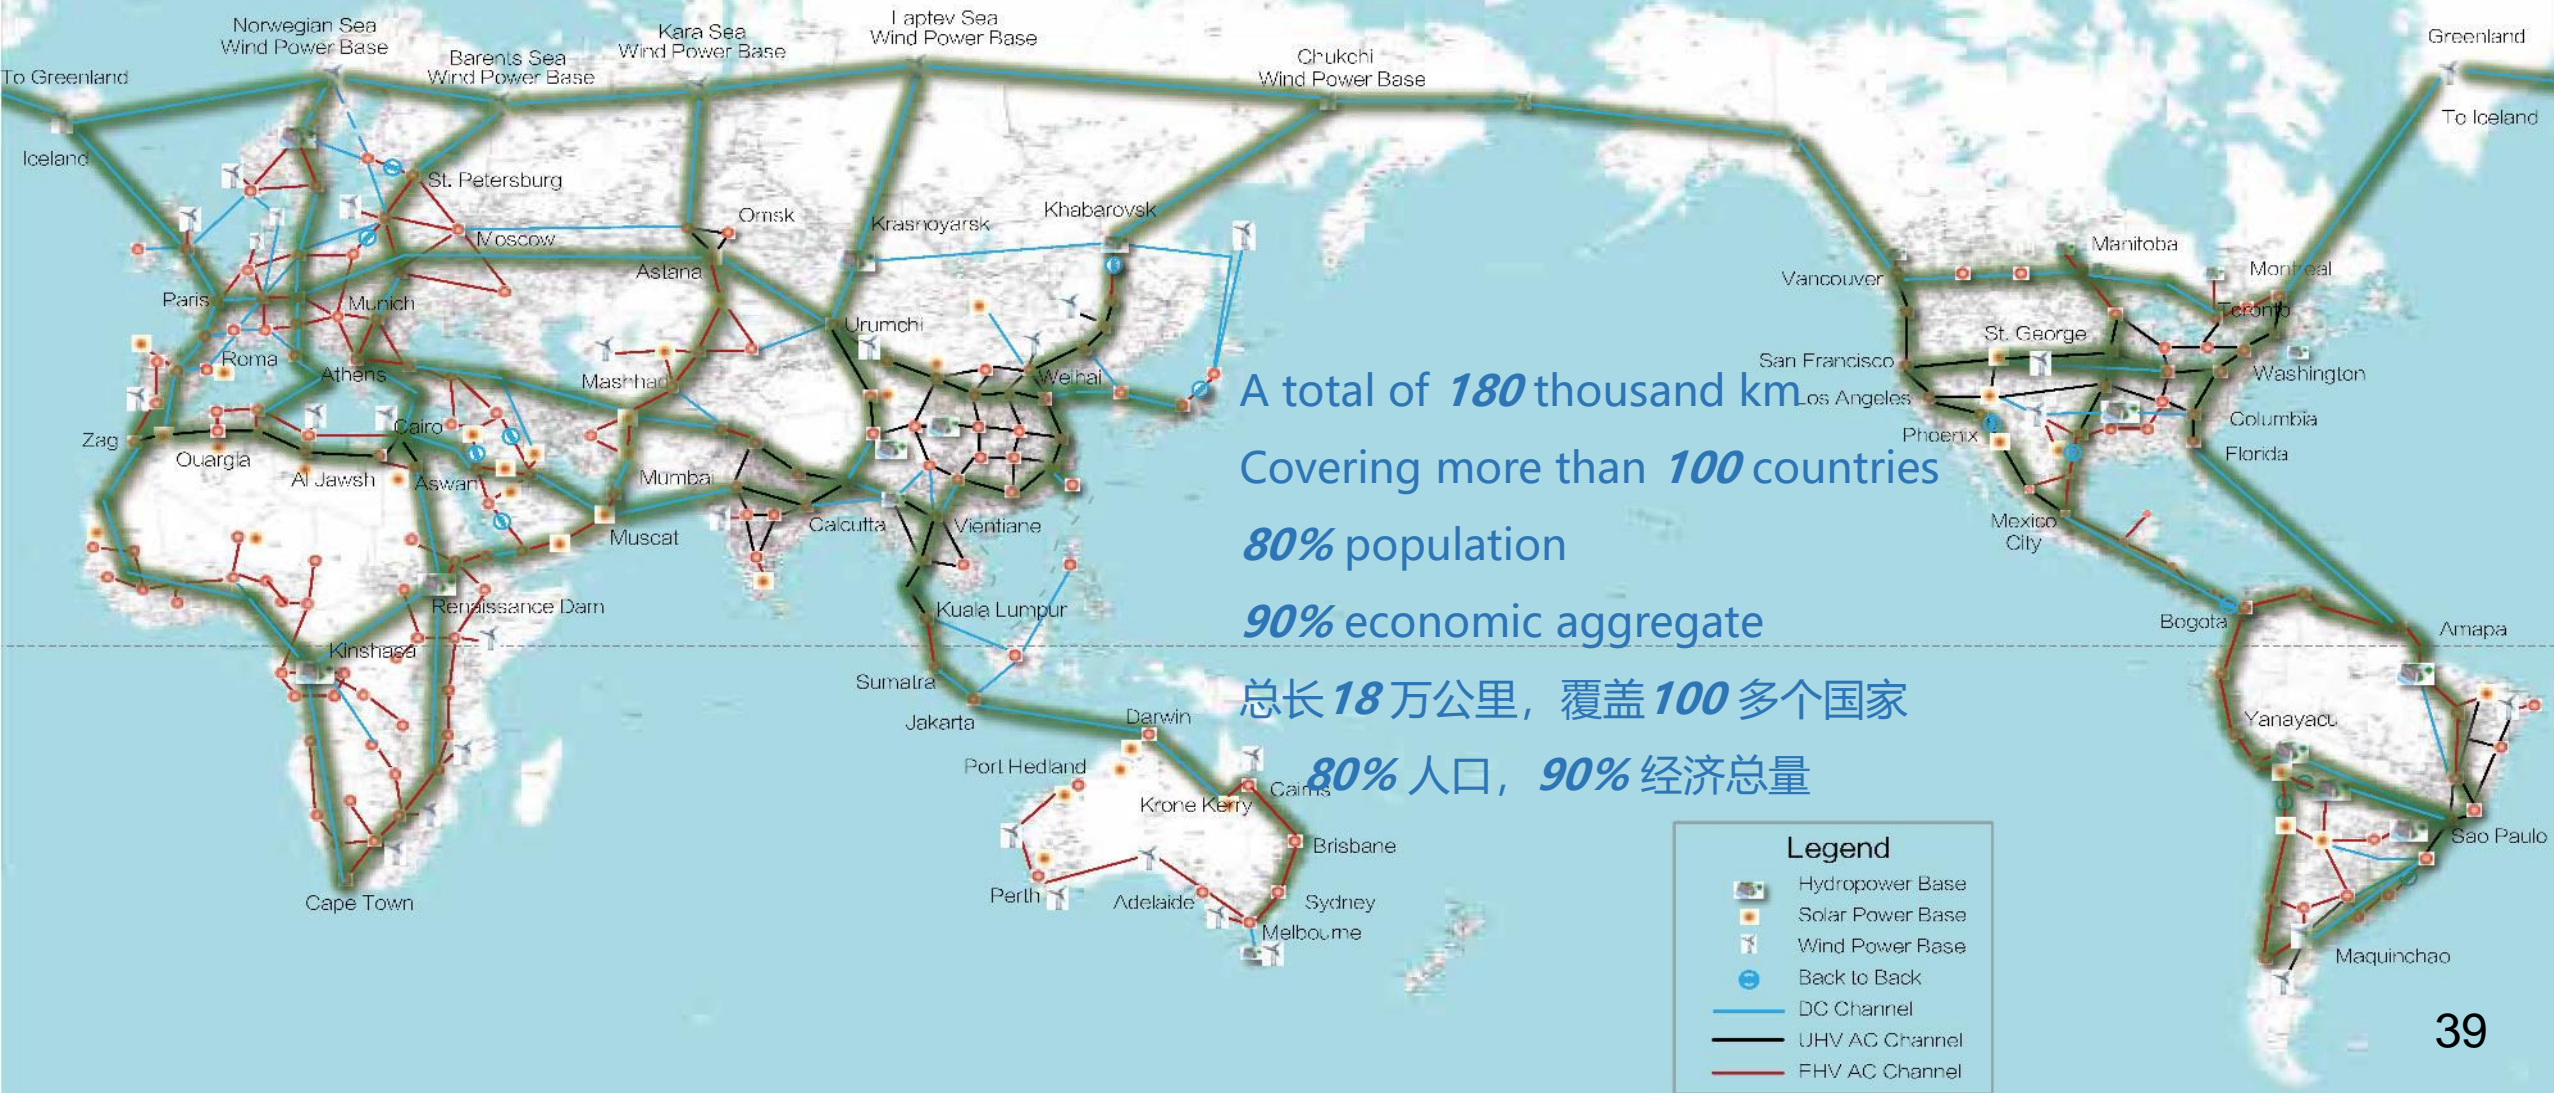 Norwegian Sea
Wind Power Base
Barents Sea
Wind Power Base
Kara Sea
Wind Power Base
Laptev Sea
Wind Power Base
Chukchi
Wind Power Base
Greenland
To Greenland
To Iceland
Iceland
St. Petersburg
Moscow
Omsk
Krasnoyarsk
Khabarovsk
Astana
Paris
Munich
Urumchi
Roma
Athens
Mashhad
Weihai
Zag
Cairo
Ouargla
Al Jawsh
Aswan
Mumbai
Calcutta
Vientiane
Muscat
Renaissance Dam
Kinshasa
Kuala Lumpur
Sumatra
Jakarta
Darwin
Port Hedland
Krone Kerry
Cairns
Brisbane
Perth
Adelaide
Sydney
Melbourne
Cape Town
Vancouver
Manitoba
Montreal
Toronto
St. George
San Francisco
Washington
Los Angeles
Phoenix
Columbia
Florida
Mexico
City
Bogota
Amapa
Yanayacu
Sao Paulo
Maquinchao
A total of 180 thousand km
Covering more than 100 countries
80% population
90% economic aggregate
总长18万公里，覆盖100多个国家
80%人口，90%经济总量
Legend
Hydropower Base
Solar Power Base
Wind Power Base
Back to Back
DC Channel
UHV AC Channel
EHV AC Channel
39